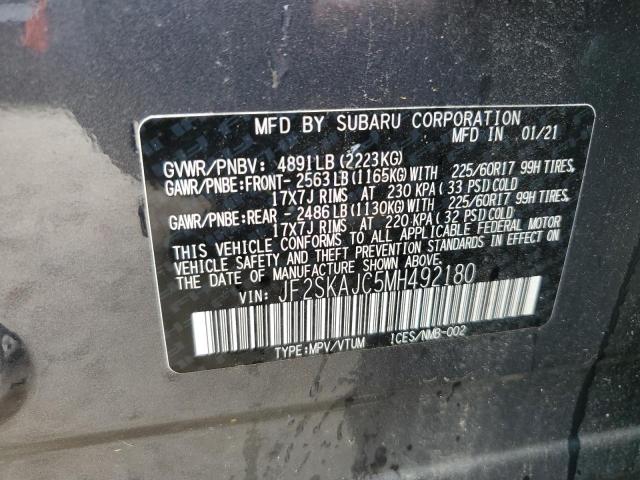 MFD BY SUBARU CORPORATION
MFD IN 01/21
GVWR/PNBV: 4891LB(2223KG)
GAWR/PNBE:FRONT- 2563LB(1165KG)WITH 225/60R17 99H TIRES,
17X7J RIMS AT 230 KPA(33 PSI)COLD
GAWR/PNBE:REAR - 2486LB(1130KG)WITH 225/60R17 99H TIRES,
17X7J RIMS AT 220 KPA(32 PSI)COLD
THIS VEHICLE CONFORMS TO ALL APPLICABLE FEDERAL MOTOR
VEHICLE SAFETY AND THEFT PREVENTION STANDARDS IN EFFECT ON
THE DATE OF MANUFACTURE SHOWN ABOVE.
VIN: JF2SKAJC5MH492180
TYPE:MPV/VTUM ICES/NMB-002